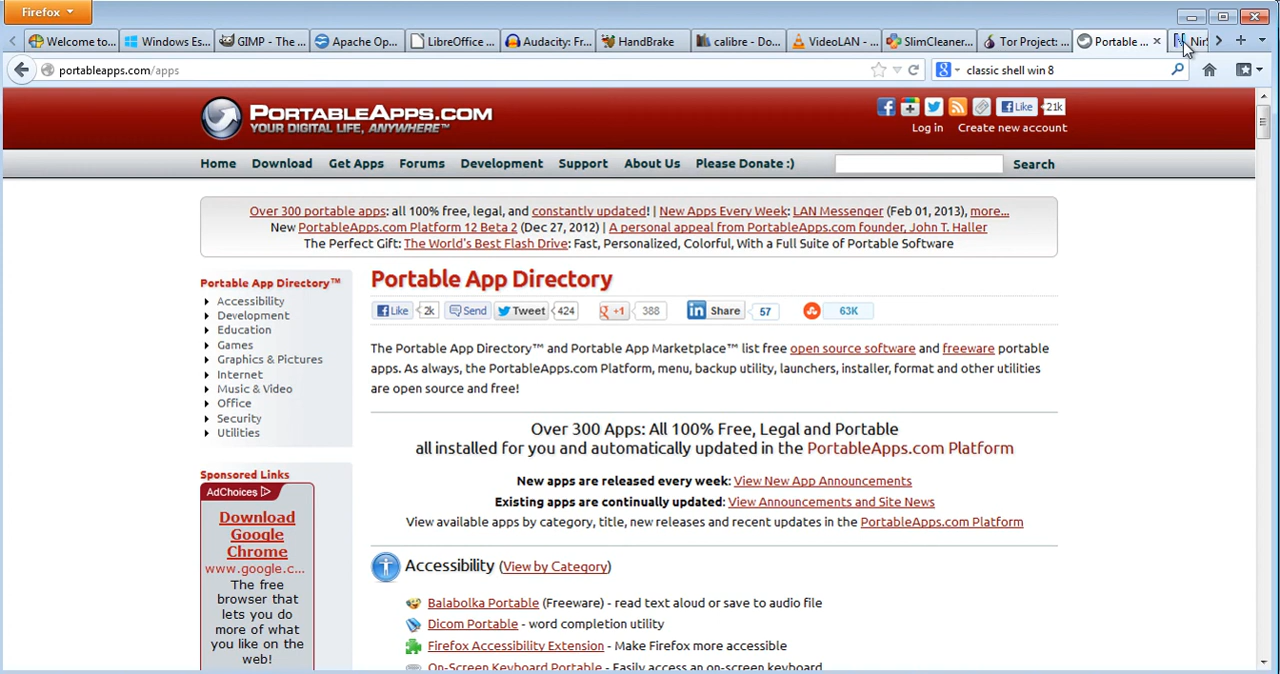 Firefox
Welcome to... Windows Es... GIMP - The ... Apache Op... LibreOffice ... Audacity: Fr... HandBrake calibre - Do... VideoLAN - ... SlimCleaner... Tor Project: ... Portable ...
portableapps.com/apps
classic shell win 8
PORTABLEAPPS.COM
YOUR DIGITAL LIFE, ANYWHERE™
Like 21k
Log in Create new account
Home Download Get Apps Forums Development Support About Us Please Donate :) Search
Over 300 portable apps: all 100% free, legal, and constantly updated! | New Apps Every Week: LAN Messenger (Feb 01, 2013), more...
New PortableApps.com Platform 12 Beta 2 (Dec 27, 2012) | A personal appeal from PortableApps.com founder, John T. Haller
The Perfect Gift: The World's Best Flash Drive: Fast, Personalized, Colorful, With a Full Suite of Portable Software
Portable App Directory™
Accessibility
Development
Education
Games
Graphics & Pictures
Internet
Music & Video
Office
Security
Utilities
Sponsored Links
AdChoices
Download
Google
Chrome
www.google.c...
The free
browser that
lets you do
more of what
you like on the
web!
Portable App Directory
Like 2k Send Tweet 424 +1 388 Share 57 63K
The Portable App Directory™ and Portable App Marketplace™ list free open source software and freeware portable
apps. As always, the PortableApps.com Platform, menu, backup utility, launchers, installer, format and other utilities
are open source and free!
Over 300 Apps: All 100% Free, Legal and Portable
all installed for you and automatically updated in the PortableApps.com Platform
New apps are released every week: View New App Announcements
Existing apps are continually updated: View Announcements and Site News
View available apps by category, title, new releases and recent updates in the PortableApps.com Platform
Accessibility (View by Category)
Balabolka Portable (Freeware) - read text aloud or save to audio file
Dicom Portable - word completion utility
Firefox Accessibility Extension - Make Firefox more accessible
On-Screen Keyboard Portable - Easily access an on-screen keyboard